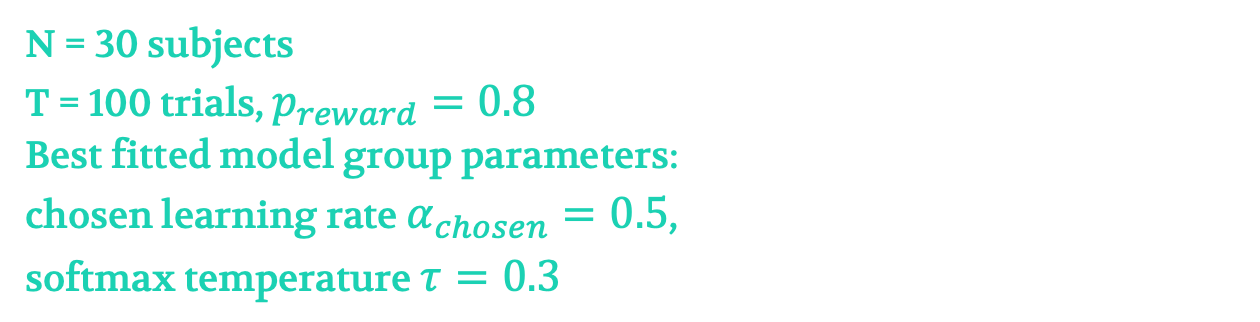 N = 30 subjects
T = 100 trials, p_reward = 0.8
Best fitted model group parameters:
chosen learning rate α_chosen = 0.5,
softmax temperature τ = 0.3